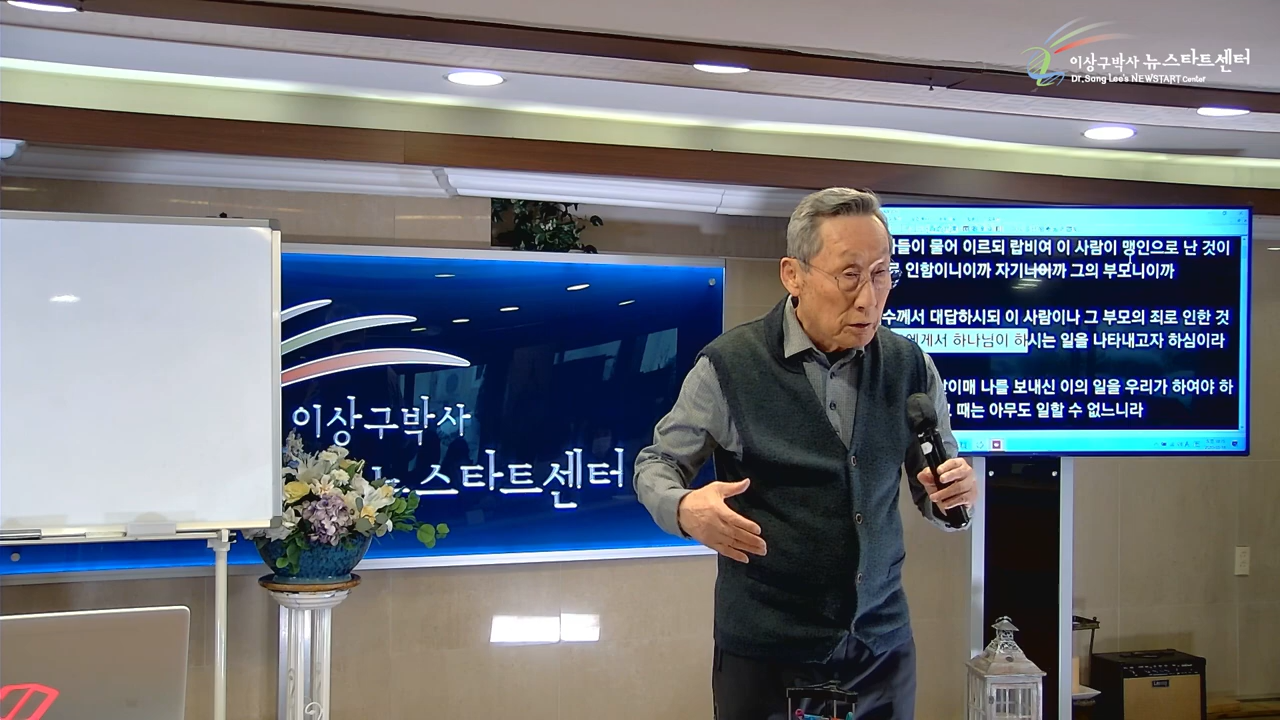 이상구박사 뉴스타트센터
Dr. Sang Lee's NEWSTART Center
들이 물어 이르되 랍비여 이 사람이 맹인으로 난 것이
인함이니이까 자기니이까 그의 부모니이까
께서 대답하시되 이 사람이나 그 부모의 죄로 인한 것
에게서 하나님이 하시는 일을 나타내고자 하심이라
나를 보내신 이의 일을 우리가 하여야 하
때는 아무도 일할 수 없느니라
이상구박사
스타트센터